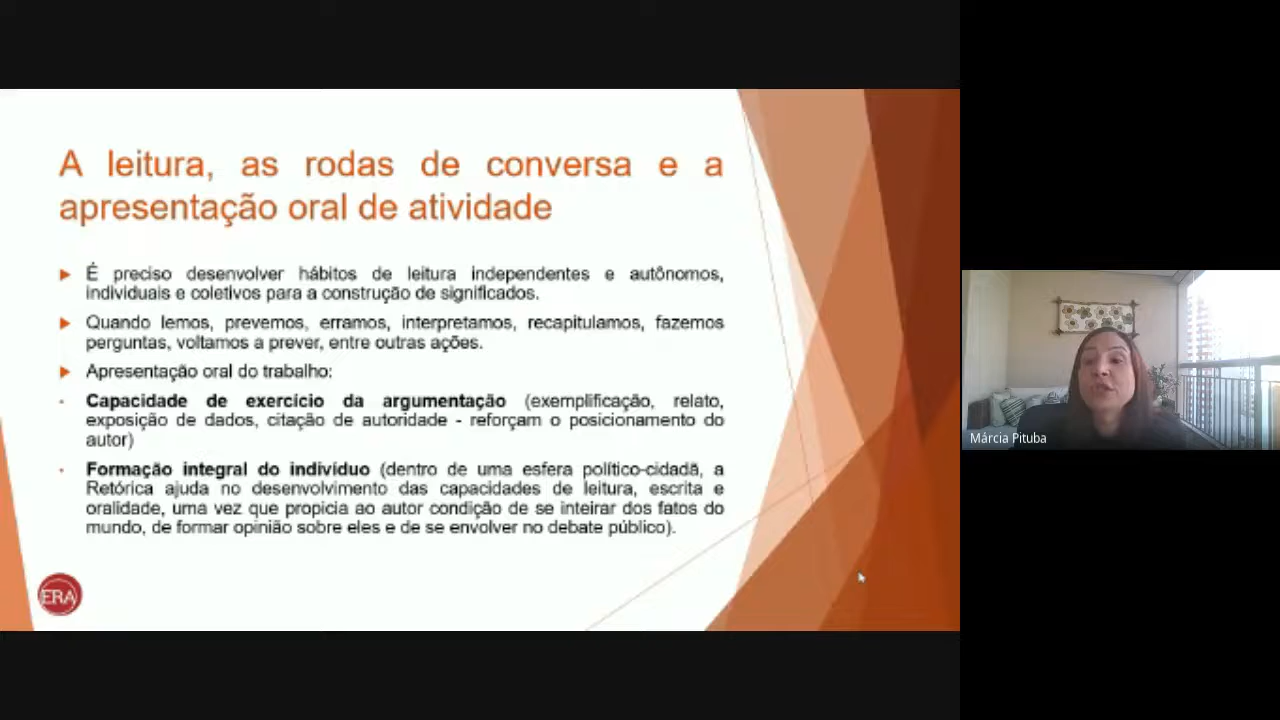 A leitura, as rodas de conversa e a
apresentação oral de atividade
É preciso desenvolver hábitos de leitura independentes e autônomos,
individuais e coletivos para a construção de significados.
Quando lemos, prevemos, erramos, interpretamos, recapitulamos, fazemos
perguntas, voltamos a prever, entre outras ações.
Apresentação oral do trabalho:
Capacidade de exercício da argumentação (exemplificação, relato,
exposição de dados, citação de autoridade - reforçam o posicionamento do
autor)
Formação integral do indivíduo (dentro de uma esfera político-cidadã, a
Retórica ajuda no desenvolvimento das capacidades de leitura, escrita e
oralidade, uma vez que propicia ao autor condição de se inteirar dos fatos do
mundo, de formar opinião sobre eles e de se envolver no debate público).
ERA
Márcia Pituba